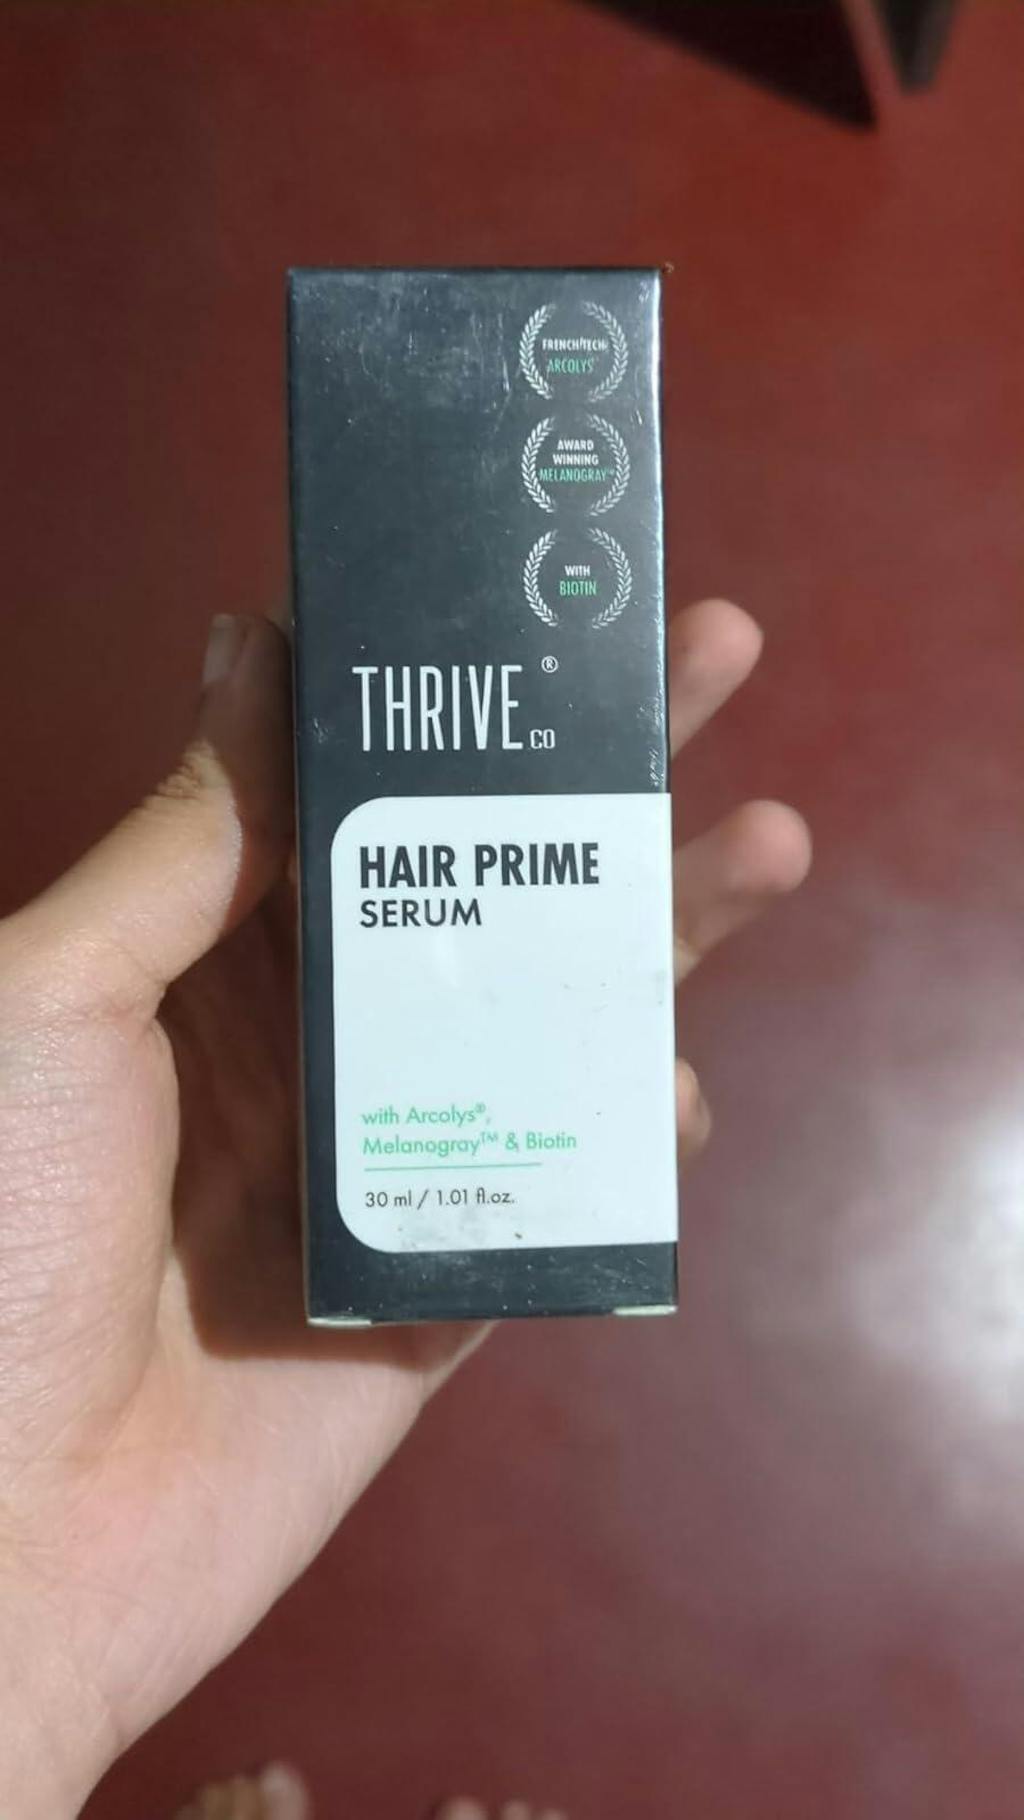 FRENCH TECH
ARCOLYS®
AWARD
WINNING
MELANOGRAY™
WITH
BIOTIN
THRIVE CO ®
HAIR PRIME
SERUM
with Arcolys®,
Melanogray™ & Biotin
30 ml / 1.01 fl.oz.